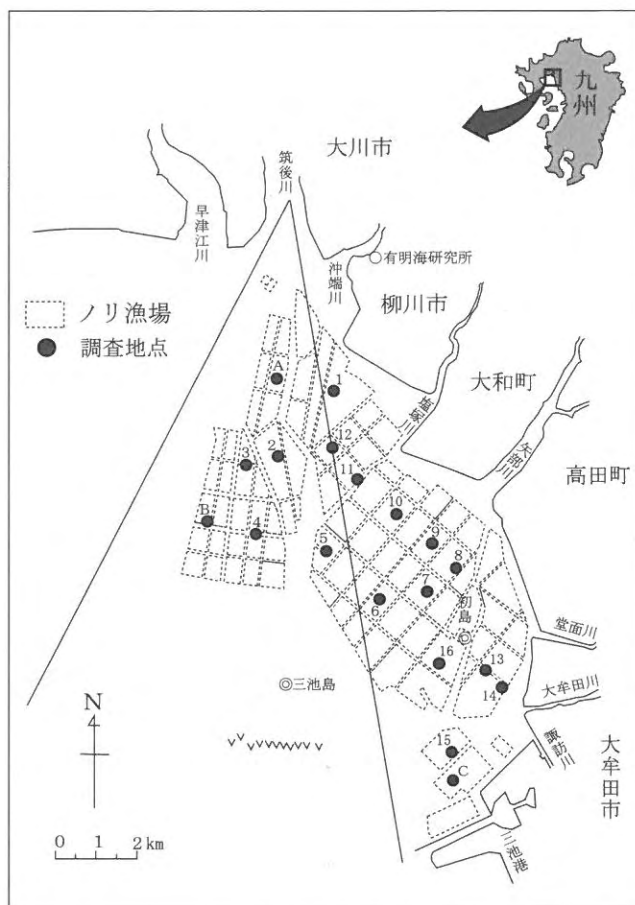 九州
大川市
筑後川
早津江川
沖端川
有明海研究所
柳川市
ノリ漁場
調査地点
大和町
塩塚川
矢部川
高田町
A
1
12
2
3
11
B
4
10
5
9
8
7
6
初島
堂面川
16
13
14
大牟田川
三池島
諏訪川
大牟田市
N
15
C
0 1 2 km
三池港